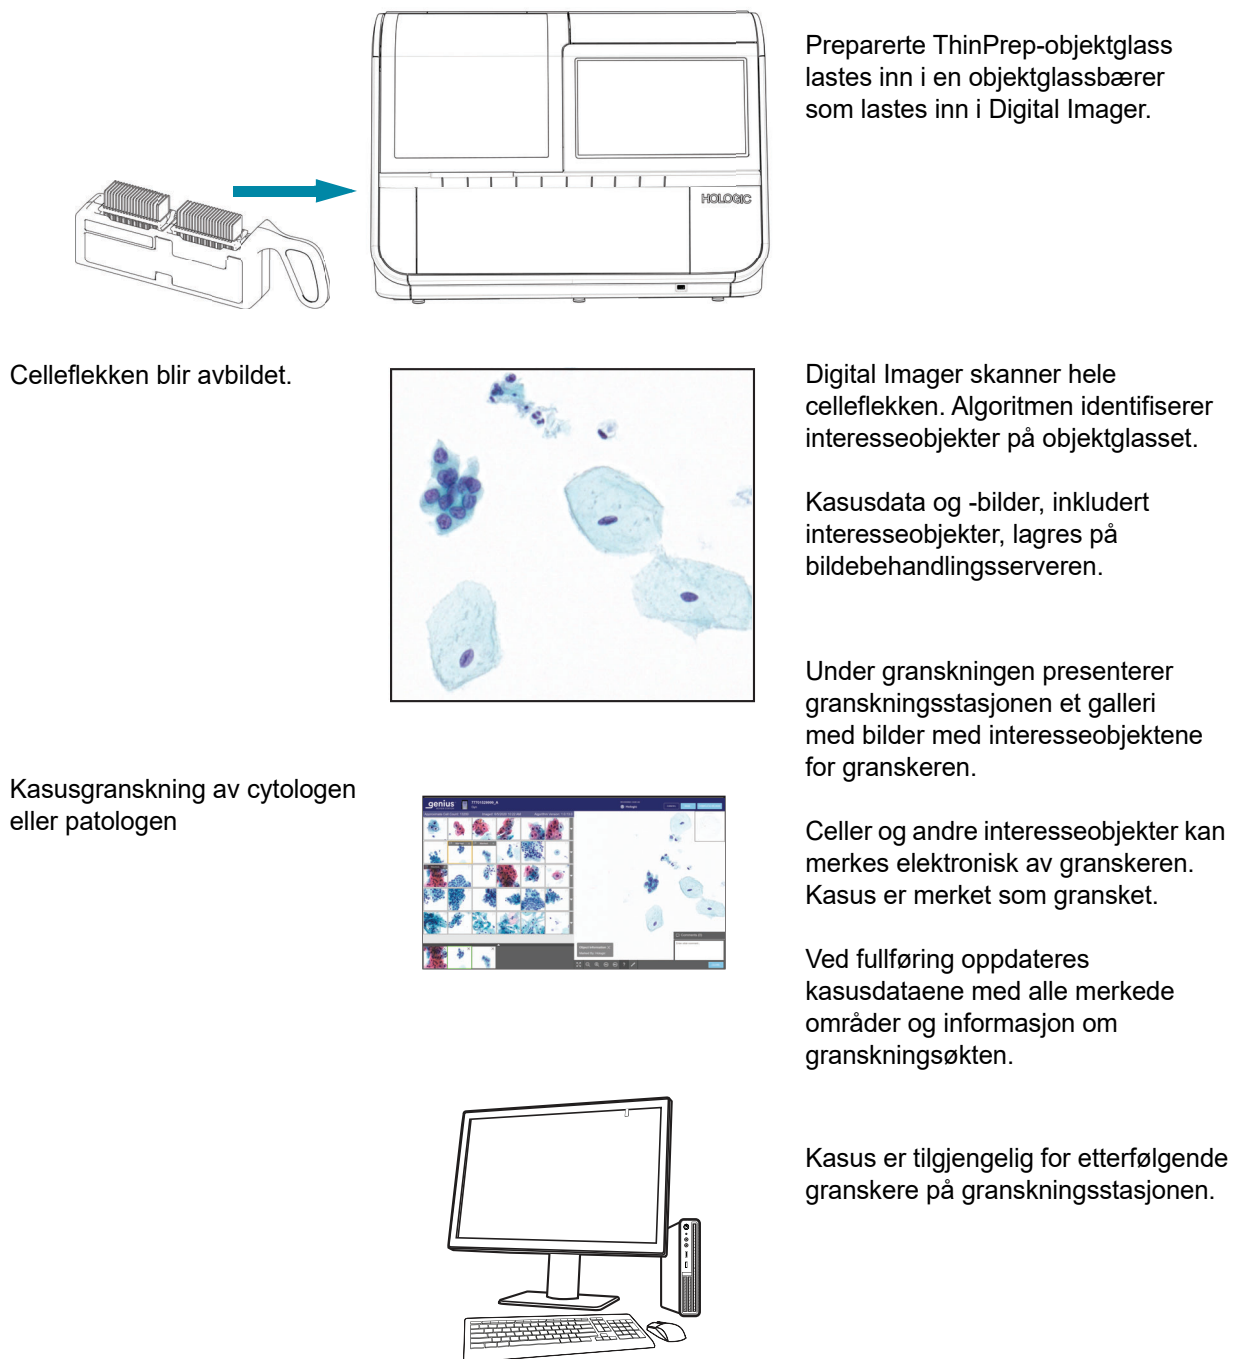 Preparerte ThinPrep-objektglass
lastes inn i en objektglassbærer
som lastes inn i Digital Imager.
HOLOGIC
Celleflekken blir avbildet.
Digital Imager skanner hele
celleflekken. Algoritmen identifiserer
interesseobjekter på objektglasset.
Kasusdata og -bilder, inkludert
interesseobjekter, lagres på
bildebehandlingsserveren.
Under granskningen presenterer
granskningsstasjonen et galleri
med bilder med interesseobjektene
for granskeren.
Kasusgranskning av cytologen
eller patologen
genius
Celler og andre interesseobjekter kan
merkes elektronisk av granskeren.
Kasus er merket som gransket.
Ved fullføring oppdateres
kasusdataene med alle merkede
områder og informasjon om
granskningsøkten.
Kasus er tilgjengelig for etterfølgende
granskere på granskningsstasjonen.